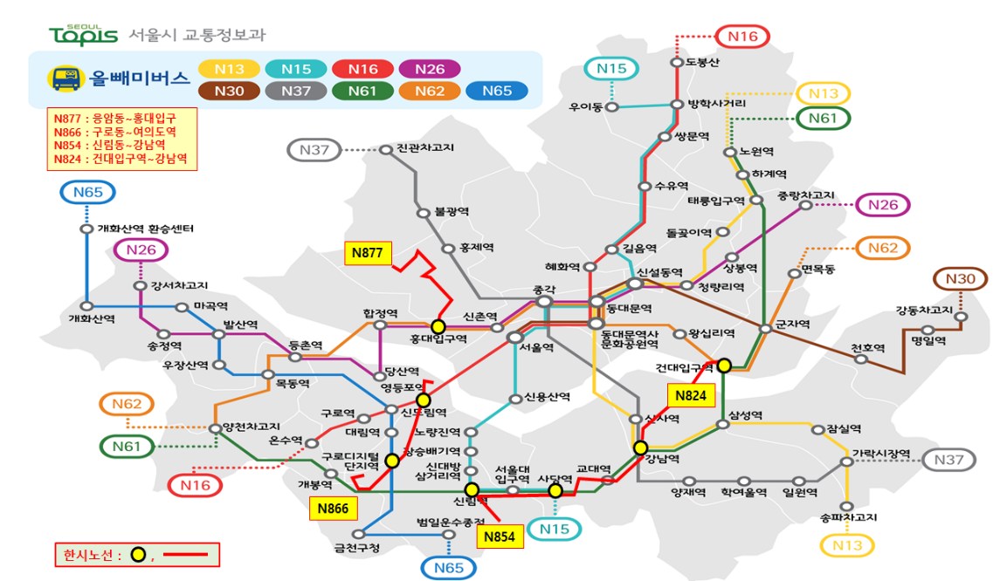 SEOUL
Topis 서울시 교통정보과
올빼미버스 N13 N15 N16 N26
N30 N37 N61 N62 N65
N877 : 응암동~홍대입구
N866 : 구로동~여의도역
N854 : 신림동~강남역
N824 : 건대입구역~강남역
N16
도봉산
N15
우이동
방학사거리
N13
N61
쌍문역
N37
진관차고지
노원역
하계역
N65
수유역
태릉입구역
중랑차고지
N26
불광역
개화산역 환승센터
돌곶이역
N26
N877
홍제역
길음역
N62
상봉역
혜화역
신설동역
면목동
N30
강서차고지
종각
청량리역
개화산역
마곡역
합정역
신촌역
동대문역
강동차고지
송정역
발산역
홍대입구역
서울역
동대문역사
문화공원역
왕십리역
군자역
명일역
우장산역
등촌역
천호역
당산역
건대입구역
목동역
영등포역
신용산역
N824
N62
구로역
신도림역
신사역
삼성역
양천차고지
대림역
노량진역
잠실역
N61
온수역
구로디지털
단지역
장승배기역
강남역
가락시장역
N37
N16
개봉역
신대방
삼거리역
서울대
입구역
사당역
교대역
양재역
학여울역
일원역
N866
신림역
송파차고지
범일운수종점
N854
N15
N13
금천구청
N65
한시노선 : ,